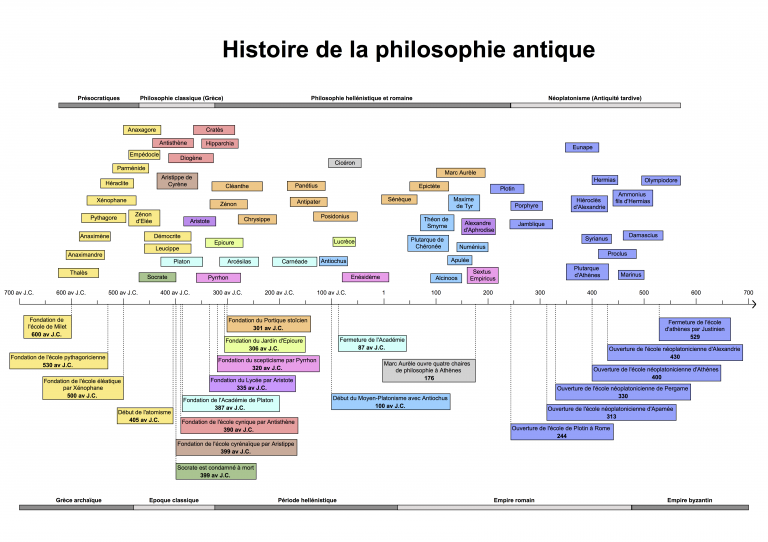 Histoire de la philosophie antique
Présocratiques
Philosophie classique (Grèce)
Philosophie hellénistique et romaine
Néoplatonisme (Antiquité tardive)
Anaxagore
Cratès
Antisthène
Hipparchia
Empédocle
Diogène
Parménide
Héraclite
Aristippe de
Cyrène
Xénophane
Pythagore
Zénon
d'Élée
Anaximène
Démocrite
Leucippe
Anaximandre
Thalès
Platon
Socrate
Cléanthe
Zénon
Aristote
Chrysippe
Epicure
Arcésilas
Pyrrhon
Cicéron
Panétius
Antipater
Posidonius
Lucrèce
Carnéade
Antiochus
Enésidème
Marc Aurèle
Epictète
Sénèque
Maxime
de Tyr
Théon de
Smyrne
Alexandre
d'Aphrodise
Plutarque de
Chéronée
Numénius
Apulée
Alcinoos
Sextus
Empiricus
Plotin
Porphyre
Jamblique
Eunape
Hermias
Olympiodore
Hiéroclès
d'Alexandrie
Ammonius
fils d'Hermias
Syrianus
Damascius
Proclus
Plutarque
d'Athènes
Marinus
700 av J.C.
600 av J.C.
500 av J.C.
400 av J.C.
300 av J.C.
200 av J.C.
100 av J.C.
1
100
200
300
400
500
600
700
Fondation de
l'école de Milet
600 av J.C.
Fondation de l'école pythagoricienne
530 av J.C.
Fondation de l'école éléatique
par Xénophane
500 av J.C.
Début de l'atomisme
405 av J.C.
Fondation du Portique stoïcien
301 av J.C.
Fondation du Jardin d'Epicure
306 av J.C.
Fondation du scepticisme par Pyrrhon
320 av J.C.
Fondation du Lycée par Aristote
335 av J.C.
Fondation de l'Académie de Platon
387 av J.C.
Fondation de l'école cynique par Antisthène
390 av J.C.
Fondation de l'école cyrénaïque par Aristippe
399 av J.C.
Socrate est condamné à mort
399 av J.C.
Fermeture de l'Académie
87 av J.C.
Marc Aurèle ouvre quatre chaires
de philosophie à Athènes
176
Début du Moyen-Platonisme avec Antiochus
100 av J.C.
Fermeture de l'école
d'athènes par Justinien
529
Ouverture de l'école néoplatonicienne d'Alexandrie
430
Ouverture de l'école néoplatonicienne d'Athènes
400
Ouverture de l'école néoplatonicienne de Pergame
330
Ouverture de l'école néoplatonicienne d'Apamée
313
Ouverture de l'école de Plotin à Rome
244
Grèce archaïque
Epoque classique
Période hellénistique
Empire romain
Empire byzantin